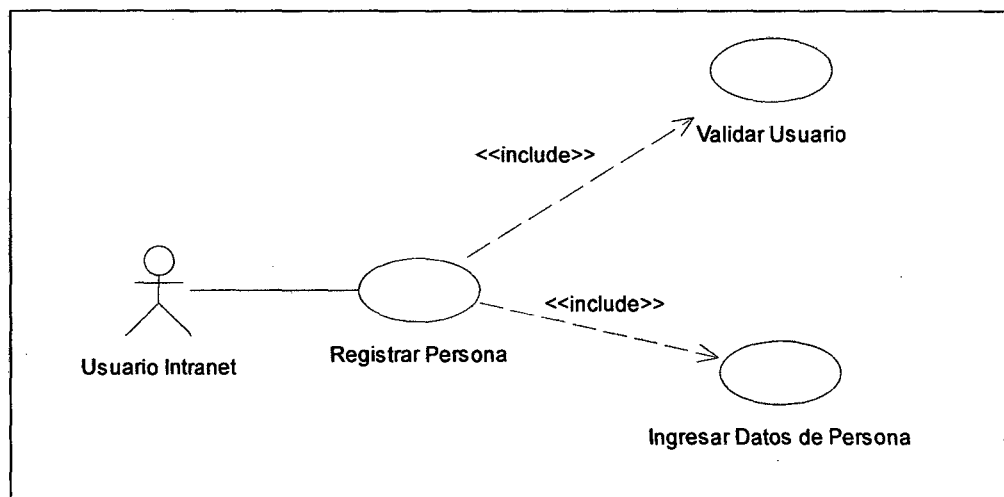 Validar Usuario
<<include>>
<<include>>
Usuario Intranet
Registrar Persona
Ingresar Datos de Persona